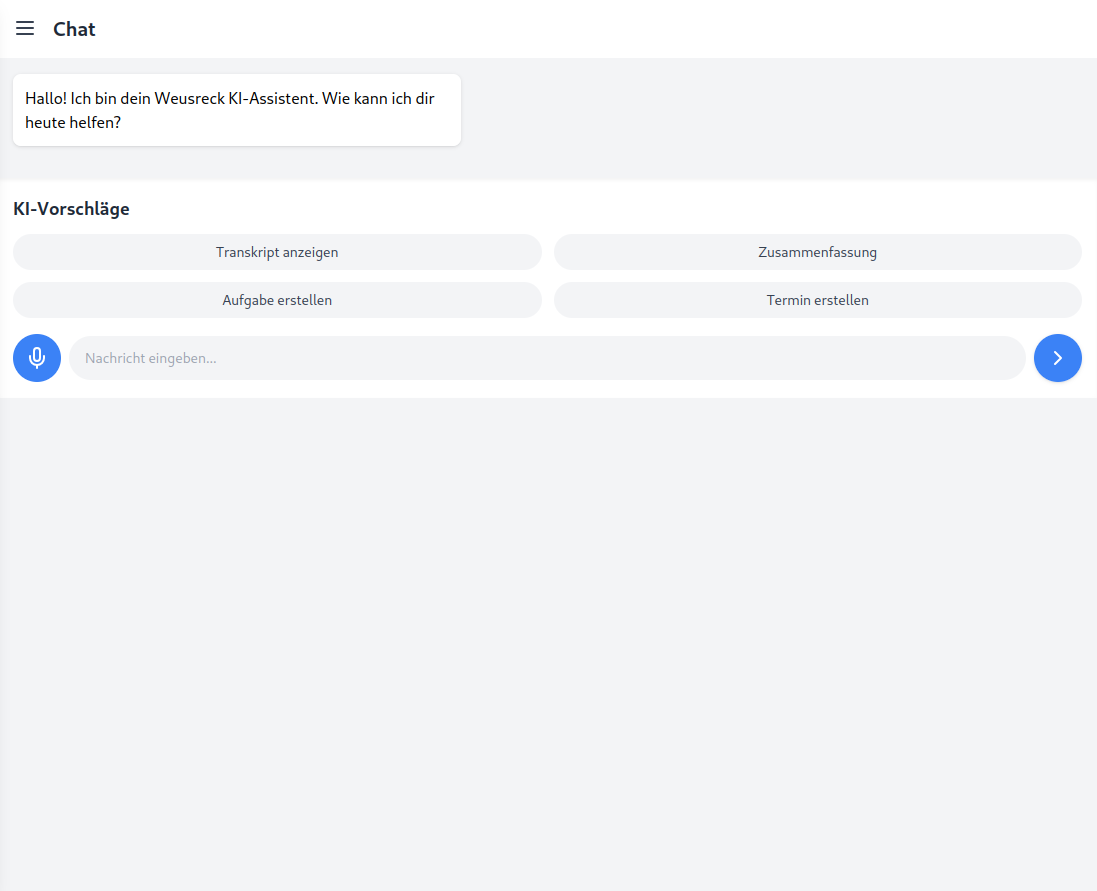 Chat
Hallo! Ich bin dein Weusreck KI-Assistent. Wie kann ich dir
heute helfen?
KI-Vorschläge
Transkript anzeigen
Zusammenfassung
Aufgabe erstellen
Termin erstellen
Nachricht eingeben...